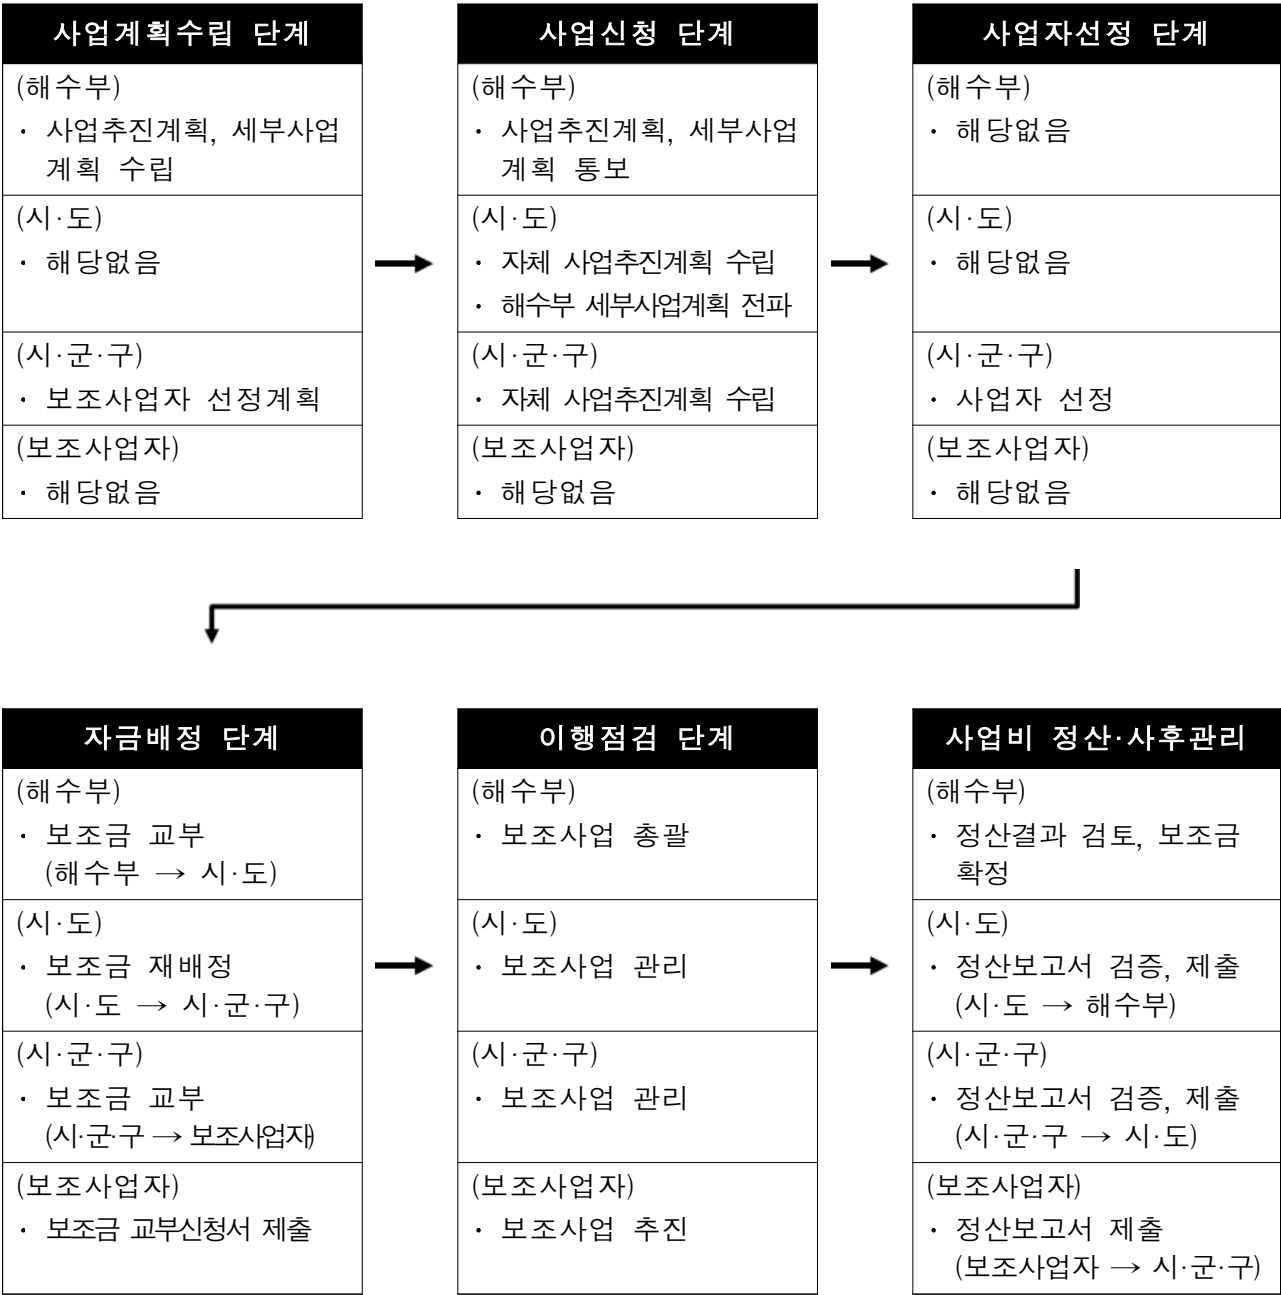 사업계획수립 단계
(해수부)
· 사업추진계획, 세부사업
계획 수립
(시·도)
· 해당없음
(시·군·구)
· 보조사업자 선정계획
(보조사업자)
· 해당없음
사업신청 단계
(해수부)
· 사업추진계획, 세부사업
계획 통보
(시·도)
· 자체 사업추진계획 수립
· 해수부 세부사업계획 전파
(시·군·구)
· 자체 사업추진계획 수립
(보조사업자)
· 해당없음
사업자선정 단계
(해수부)
· 해당없음
(시·도)
· 해당없음
(시·군·구)
· 사업자 선정
(보조사업자)
· 해당없음
자금배정 단계
(해수부)
· 보조금 교부
(해수부 → 시·도)
(시·도)
· 보조금 재배정
(시·도 → 시·군·구)
(시·군·구)
· 보조금 교부
(시·군·구 → 보조사업자)
(보조사업자)
· 보조금 교부신청서 제출
이행점검 단계
(해수부)
· 보조사업 총괄
(시·도)
· 보조사업 관리
(시·군·구)
· 보조사업 관리
(보조사업자)
· 보조사업 추진
사업비 정산·사후관리
(해수부)
· 정산결과 검토, 보조금
확정
(시·도)
· 정산보고서 검증, 제출
(시·도 → 해수부)
(시·군·구)
· 정산보고서 검증, 제출
(시·군·구 → 시·도)
(보조사업자)
· 정산보고서 제출
(보조사업자 → 시·군·구)